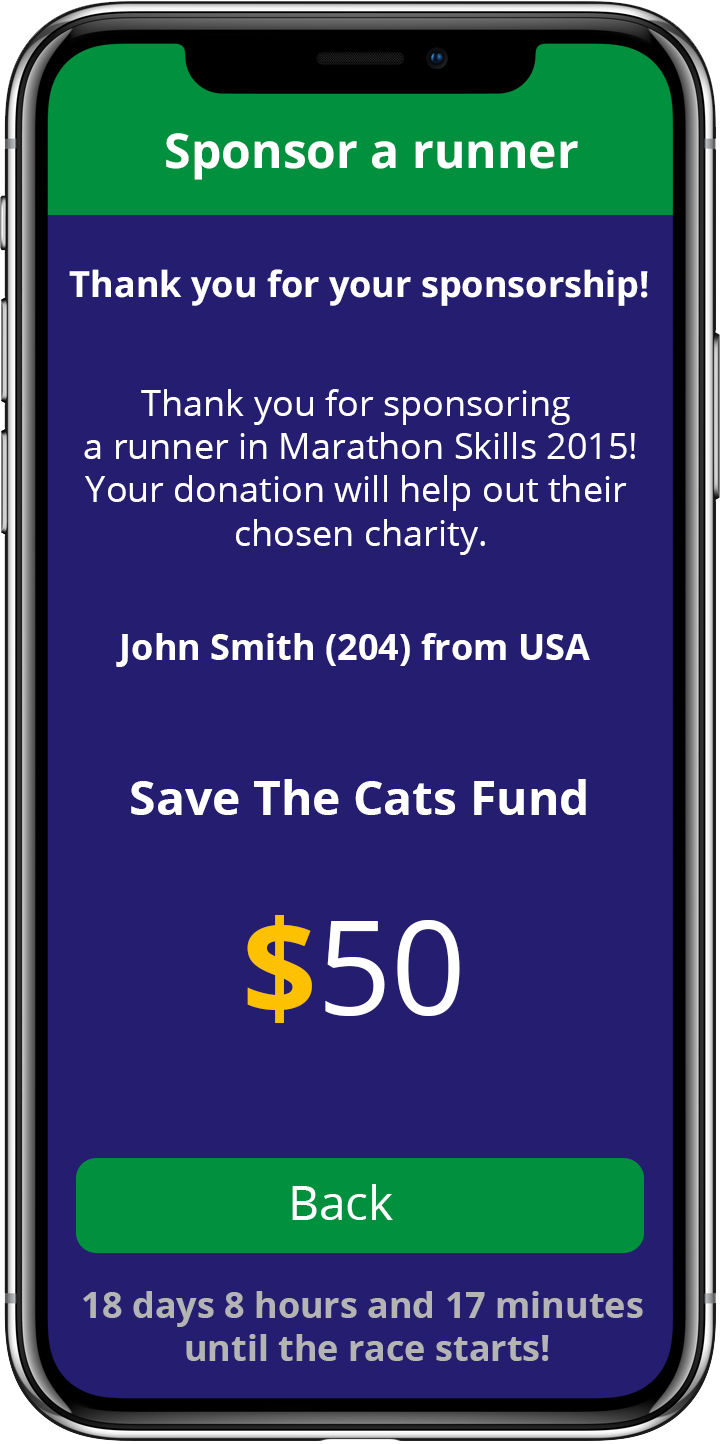 Sponsor a runner
Thank you for your sponsorship!
Thank you for sponsoring
a runner in Marathon Skills 2015!
Your donation will help out their
chosen charity.
John Smith (204) from USA
Save The Cats Fund
$50
Back
18 days 8 hours and 17 minutes
until the race starts!